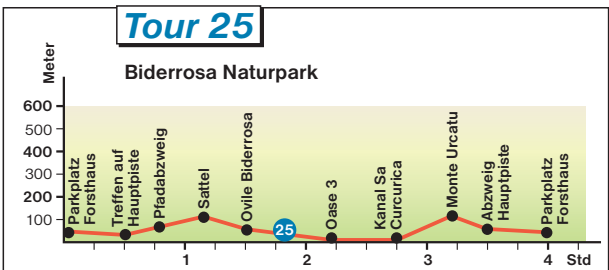 Tour 25
Biderrosa Naturpark
Meter
600
500
400
300
200
100
Parkplatz
Forsthaus
Treffen auf
Hauptpiste
Pfadabzweig
Sattel
Ovile Biderrosa
25
Oase 3
Kanal Sa
Curcurica
Monte Urcatu
Abzweig
Hauptpiste
Parkplatz
Forsthaus
1
2
3
4
Std